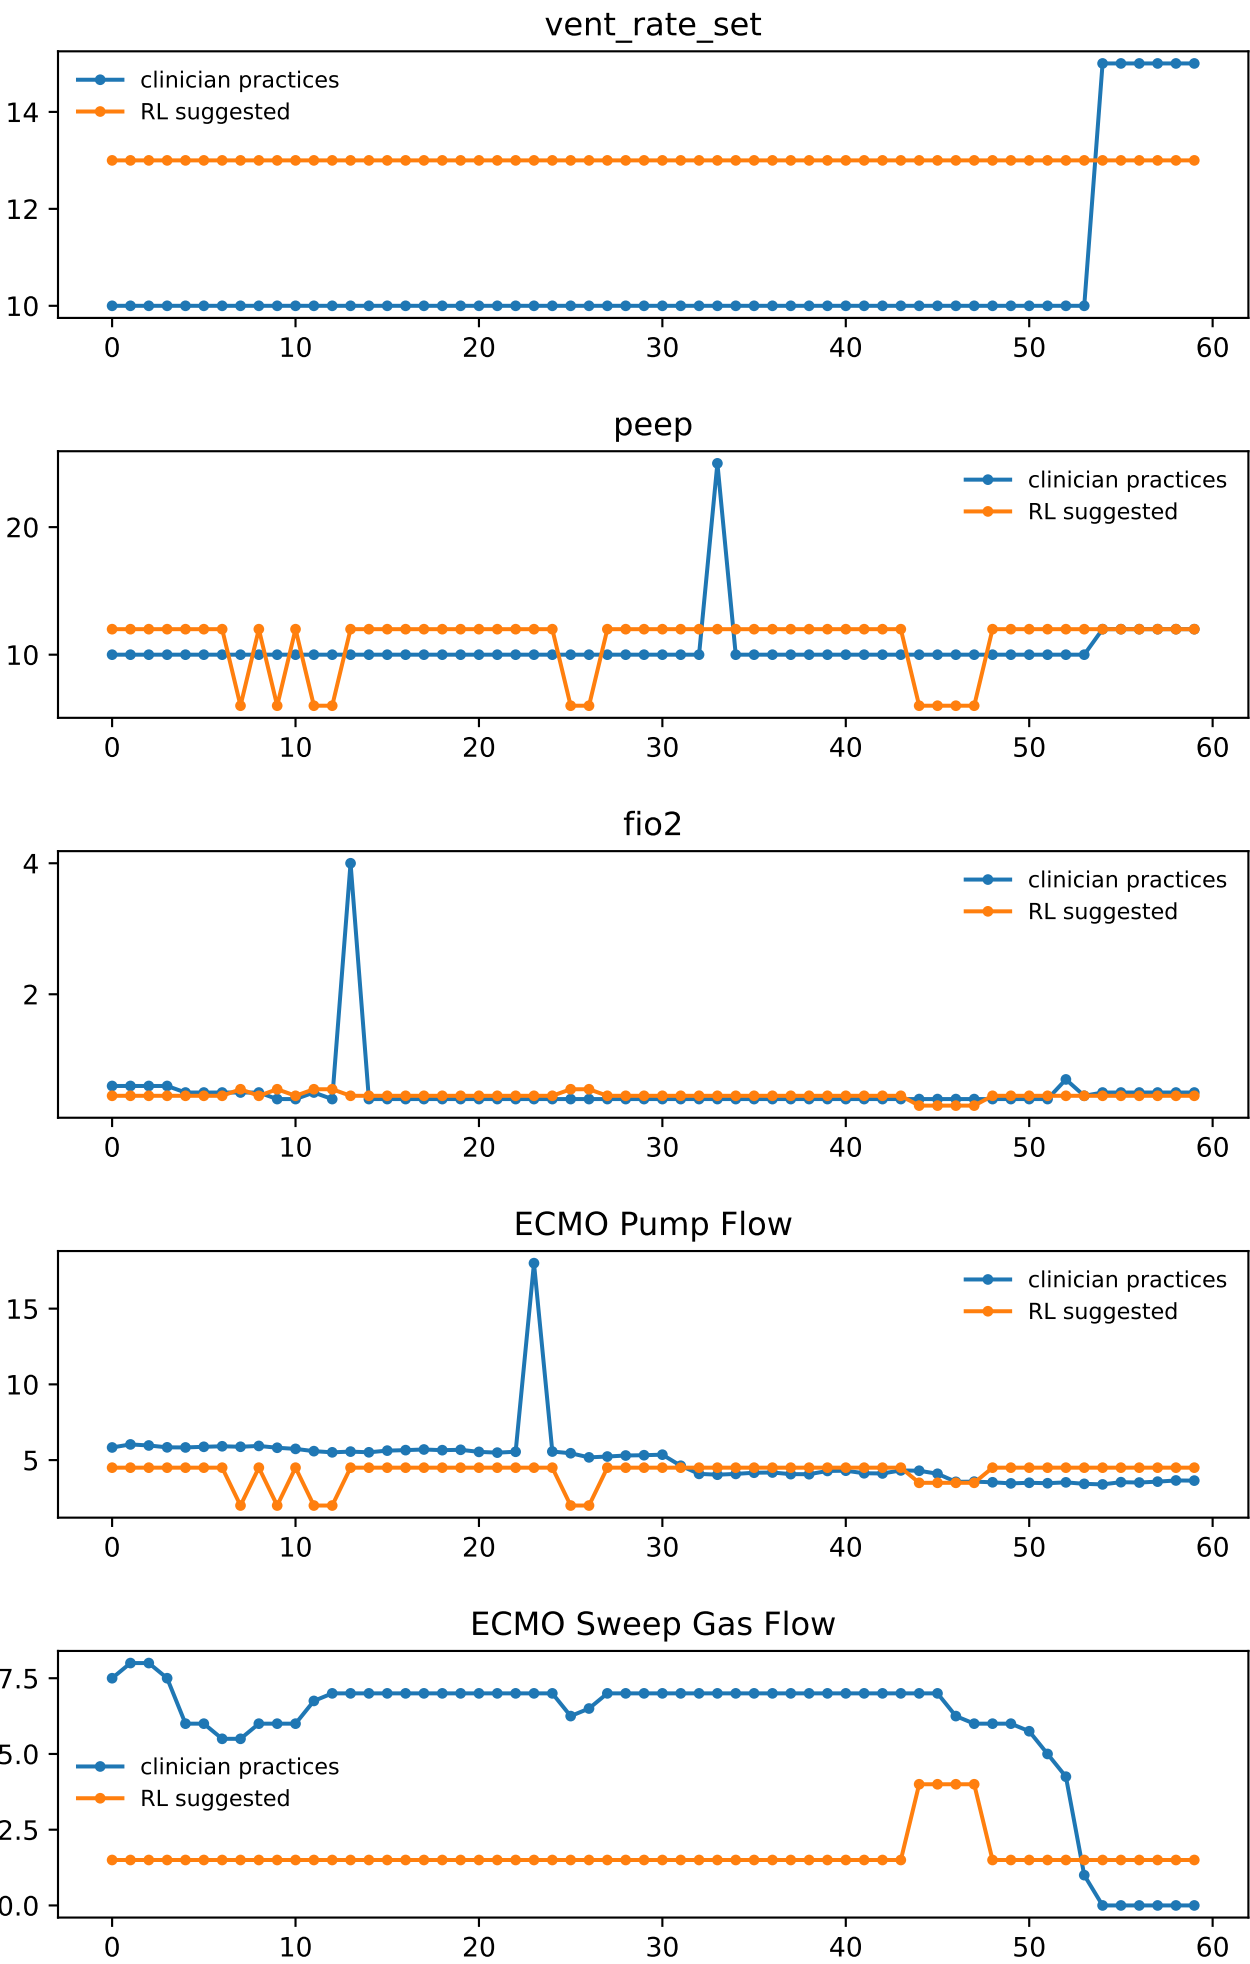 vent_rate_set
clinician practices
RL suggested
14
12
10
0 10 20 30 40 50 60
peep
clinician practices
RL suggested
20
10
0 10 20 30 40 50 60
fio2
clinician practices
RL suggested
4
2
0 10 20 30 40 50 60
ECMO Pump Flow
clinician practices
RL suggested
15
10
5
0 10 20 30 40 50 60
ECMO Sweep Gas Flow
7.5
5.0
clinician practices
RL suggested
2.5
0.0
0 10 20 30 40 50 60